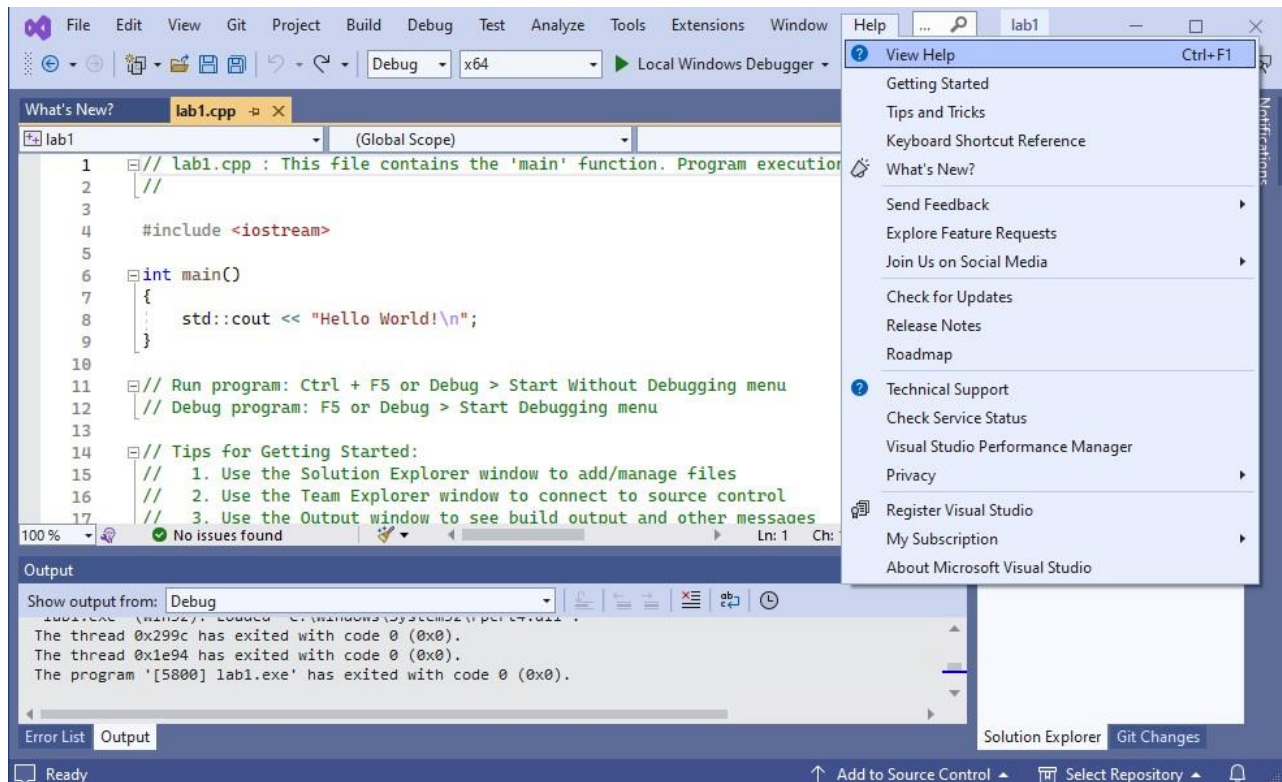 File Edit View Git Project Build Debug Test Analyze Tools Extensions Window Help ... lab1
Debug x64 Local Windows Debugger
What's New? lab1.cpp
lab1 (Global Scope)
1 // lab1.cpp : This file contains the 'main' function. Program execution
2 //
3
4 #include <iostream>
5
6 int main()
7 {
8 std::cout << "Hello World!\n";
9 }
10
11 // Run program: Ctrl + F5 or Debug > Start Without Debugging menu
12 // Debug program: F5 or Debug > Start Debugging menu
13
14 // Tips for Getting Started:
15 // 1. Use the Solution Explorer window to add/manage files
16 // 2. Use the Team Explorer window to connect to source control
17 // 3. Use the Output window to see build output and other messages
100 % No issues found Ln: 1 Ch:
View Help Ctrl+F1
Getting Started
Tips and Tricks
Keyboard Shortcut Reference
What's New?
Send Feedback
Explore Feature Requests
Join Us on Social Media
Check for Updates
Release Notes
Roadmap
Technical Support
Check Service Status
Visual Studio Performance Manager
Privacy
Register Visual Studio
My Subscription
About Microsoft Visual Studio
Notifications
Output
Show output from: Debug
The thread 0x299c has exited with code 0 (0x0).
The thread 0x1e94 has exited with code 0 (0x0).
The program '[5800] lab1.exe' has exited with code 0 (0x0).
Error List Output
Solution Explorer Git Changes
Ready Add to Source Control Select Repository